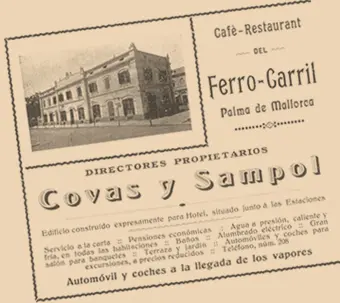 Café-Restaurant
DEL
Ferro-Carril
Palma de Mallorca
DIRECTORES PROPIETARIOS
Covas y Sampol
Edificio construído expresamente para Hotel, situado junto á las Estaciones
Servicio a la carta :: Pensiones económicas :: Agua a presión, caliente y
fría, en todas las habitaciones :: Baños :: Alumbrado eléctrico :: Gran
salón para banquetes :: Terraza y jardín :: Automóviles y coches para
excursiones, a precios reducidos :: Teléfono, núm. 208
Automóvil y coches a la llegada de los vapores